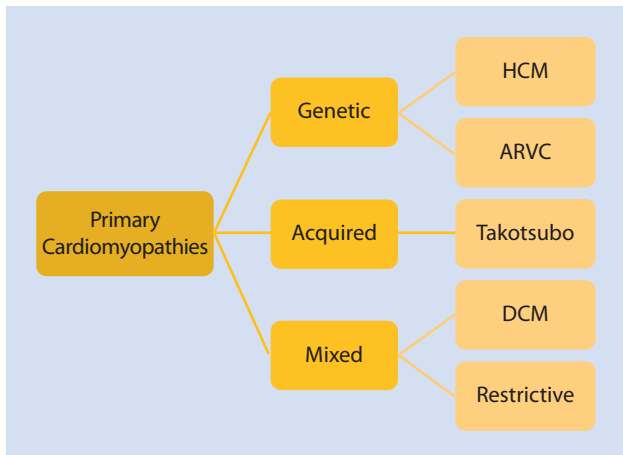 Primary
Cardiomyopathies
Genetic
HCM
ARVC
Acquired
Takotsubo
Mixed
DCM
Restrictive